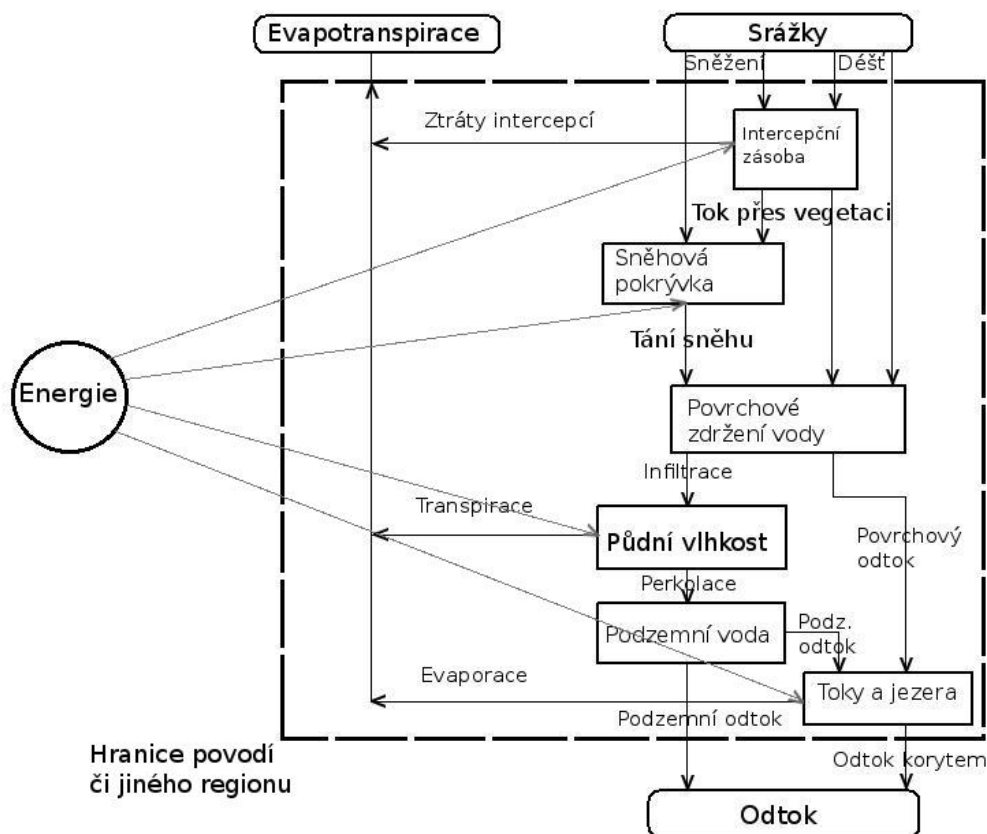 Evapotranspirace
Srážky
Sněžení
Déšť
Ztráty intercepcí
Intercepční
zásoba
Tok přes vegetaci
Sněhová
pokrývka
Tání sněhu
Energie
Povrchové
zdržení vody
Infiltrace
Transpirace
Půdní vlhkost
Povrchový
odtok
Perkolace
Podzemní voda
Podz.
odtok
Evaporace
Toky a jezera
Podzemní odtok
Hranice povodí
či jiného regionu
Odtok korytem
Odtok